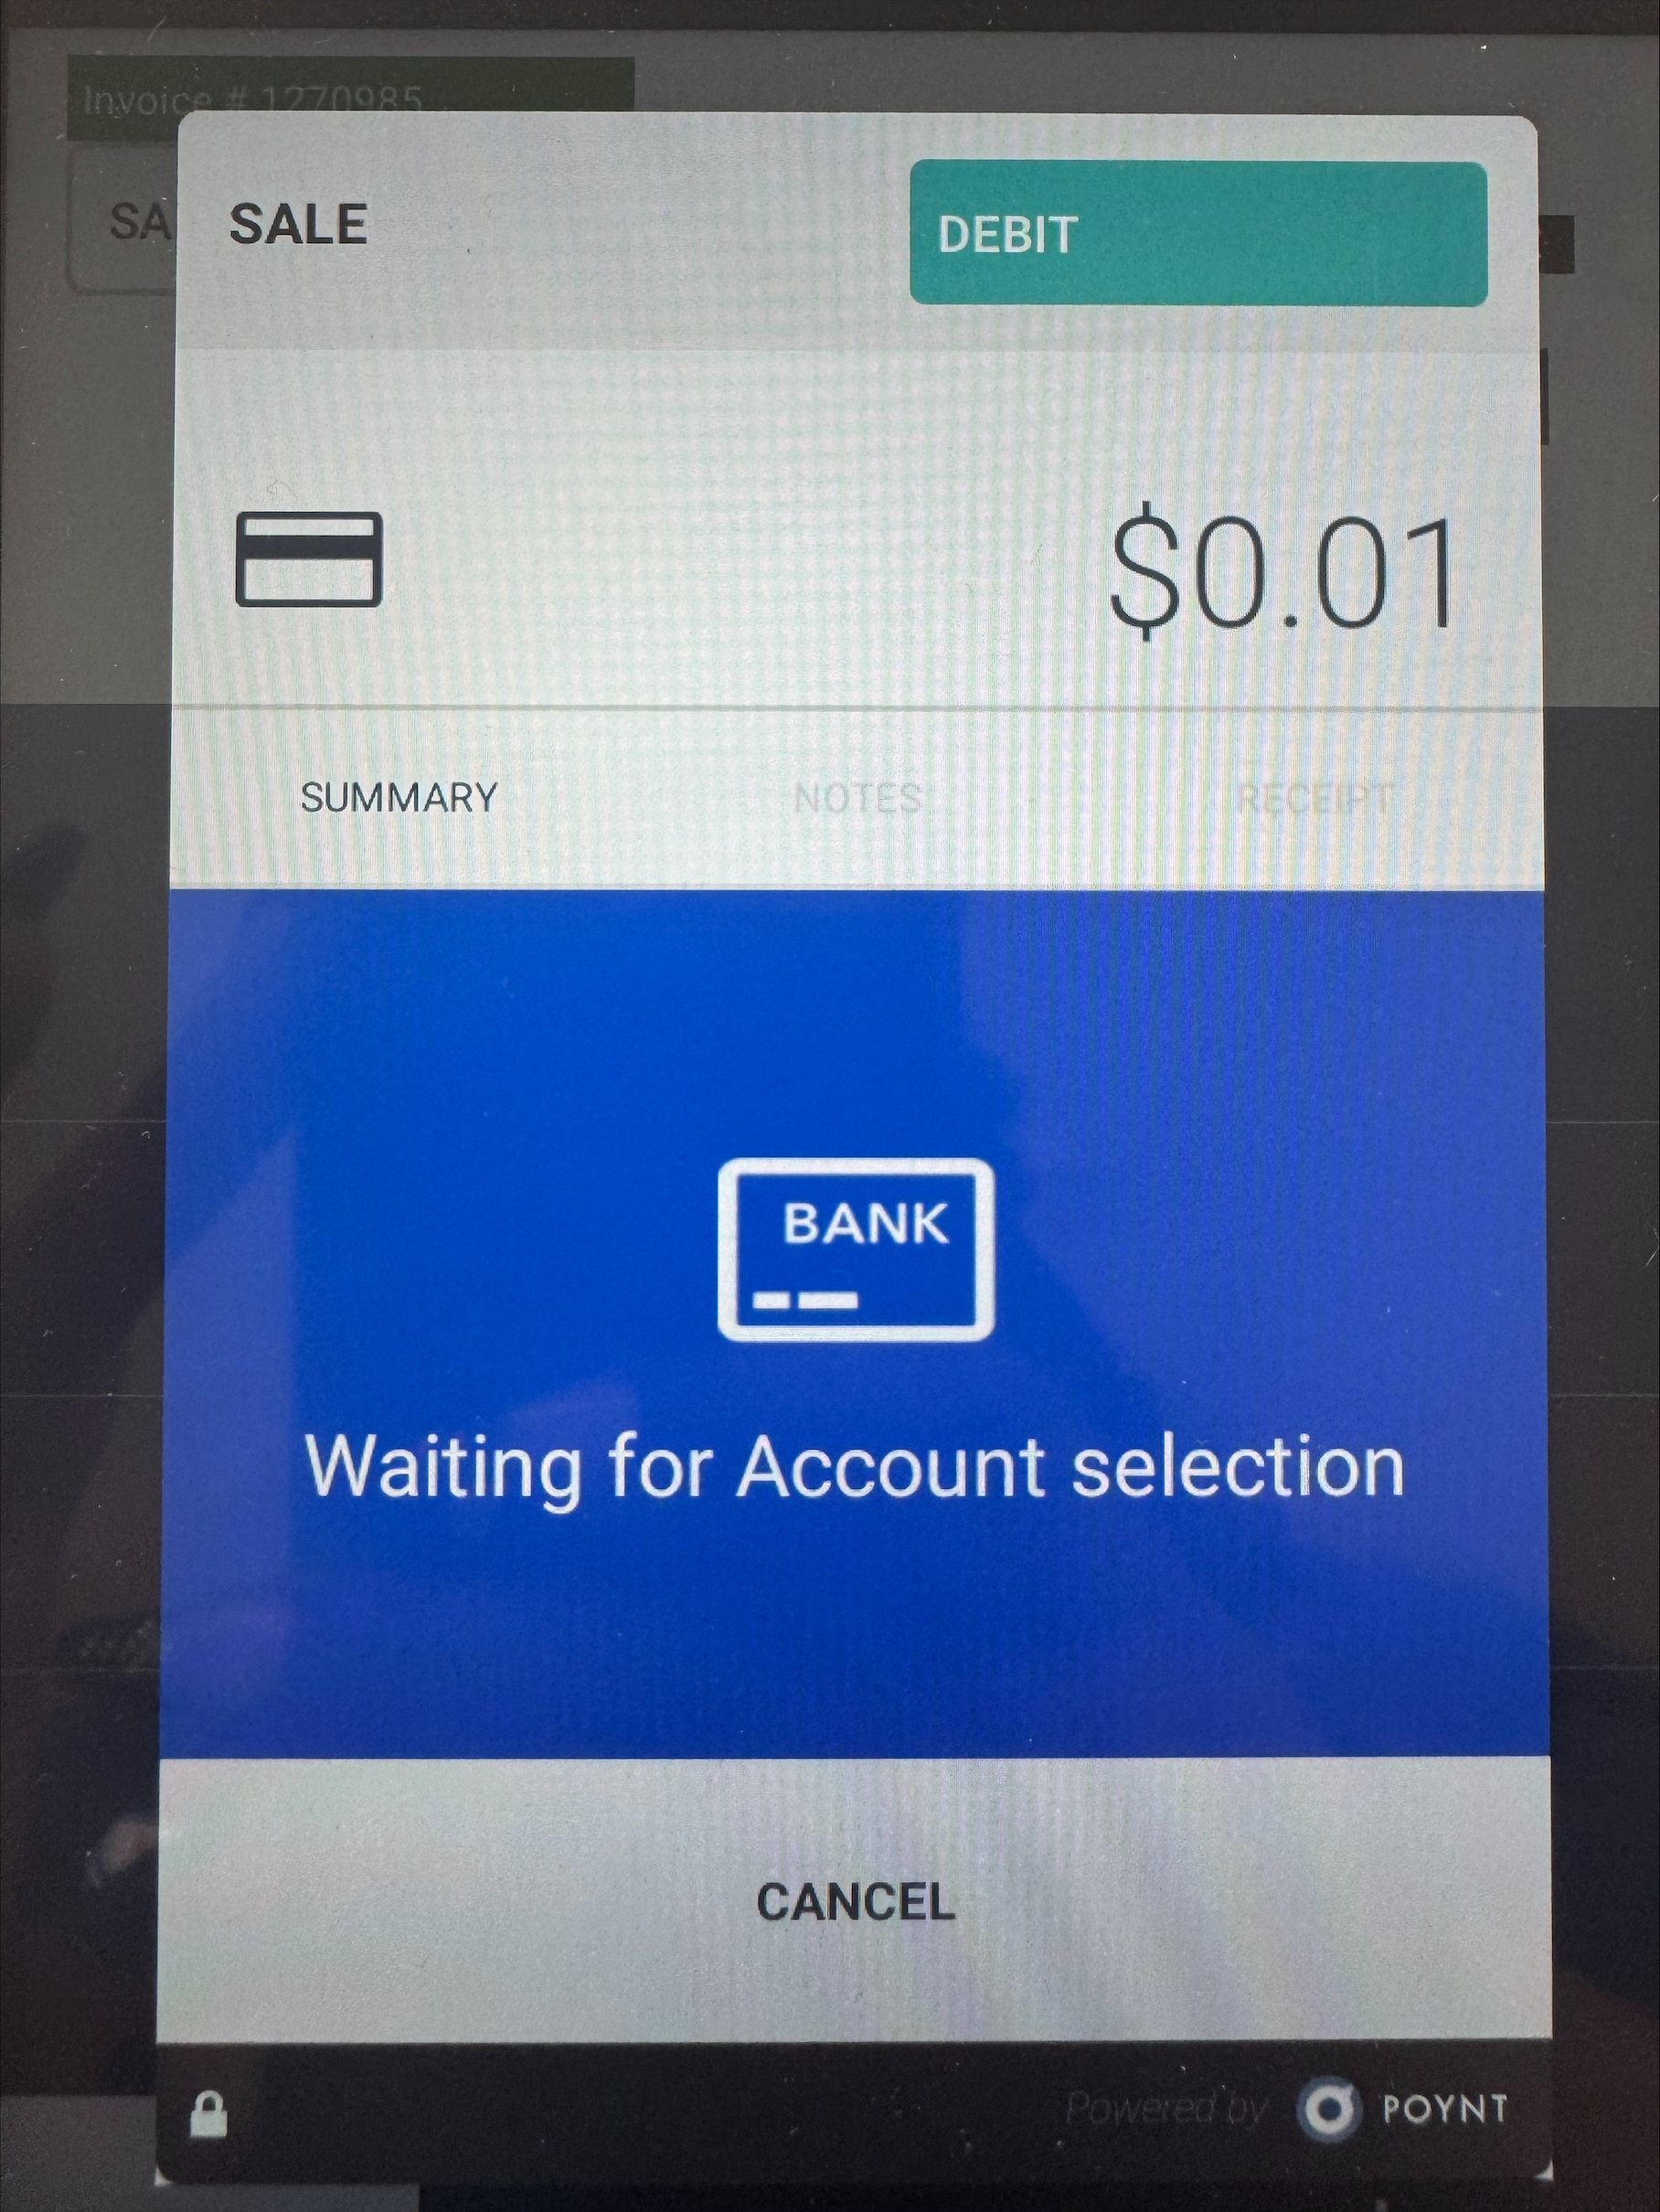 Invoice # 1270985
SA
SALE
DEBIT
$0.01
SUMMARY NOTES RECEIPT
BANK
Waiting for Account selection
CANCEL
Powered by POYNT